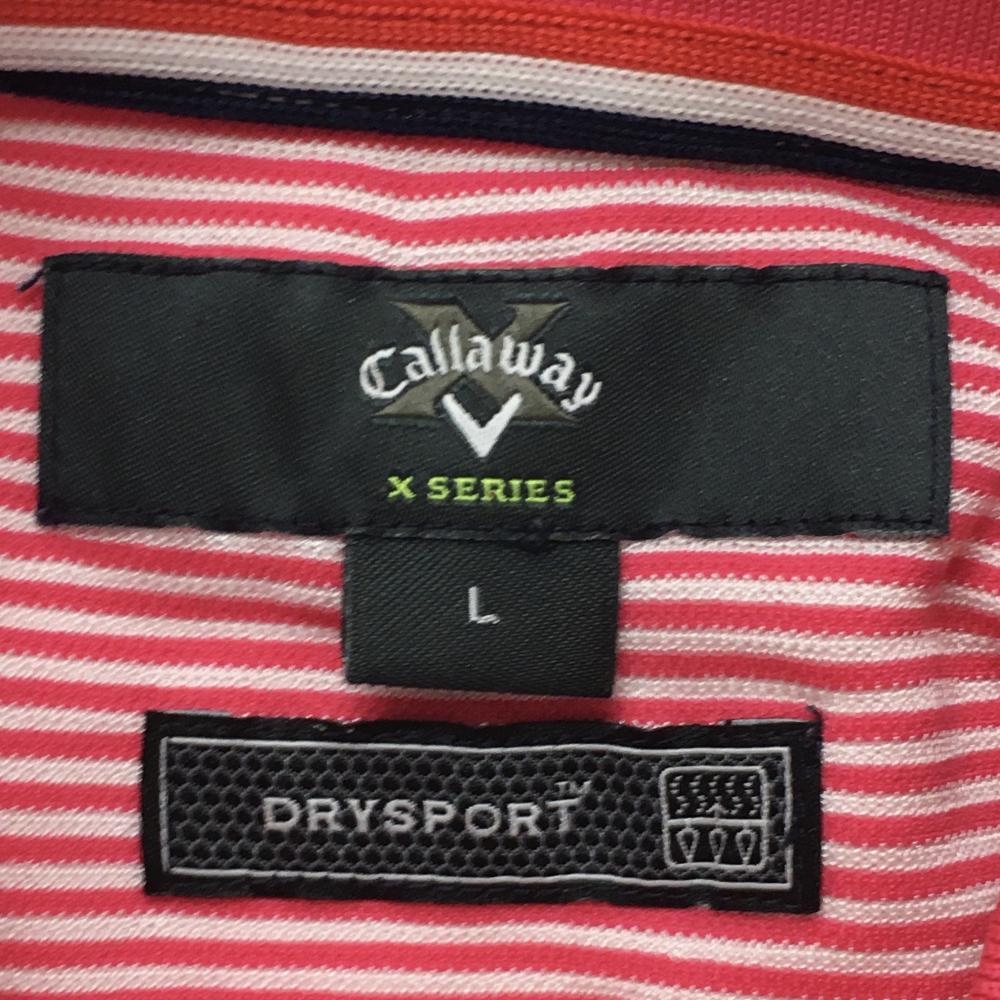 X
Callaway
X SERIES
L
DRYSPORT™